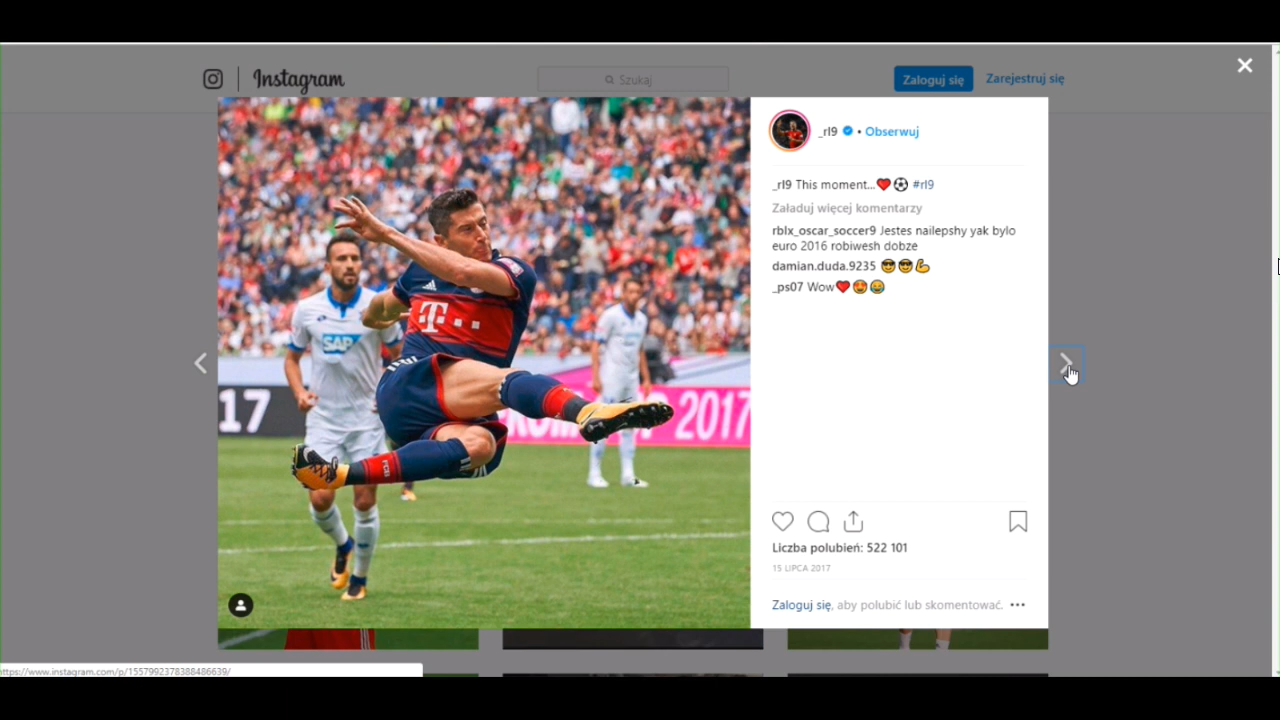 Instagram
Szukaj
Zaloguj się
Zarejestruj się
_rl9 • Obserwuj
_rl9 This moment...❤️⚽ #rl9
Załaduj więcej komentarzy
rblx_oscar_soccer9 Jestes nailepshy yak bylo
euro 2016 robiwesh dobze
damian.duda.9235 😎😎💪
_ps07 Wow❤️😍😂
SAP
T
17
2017
FCB
Liczba polubień: 522 101
15 LIPCA 2017
Zaloguj się, aby polubić lub skomentować.
https://www.instagram.com/p/1557992378388486639/